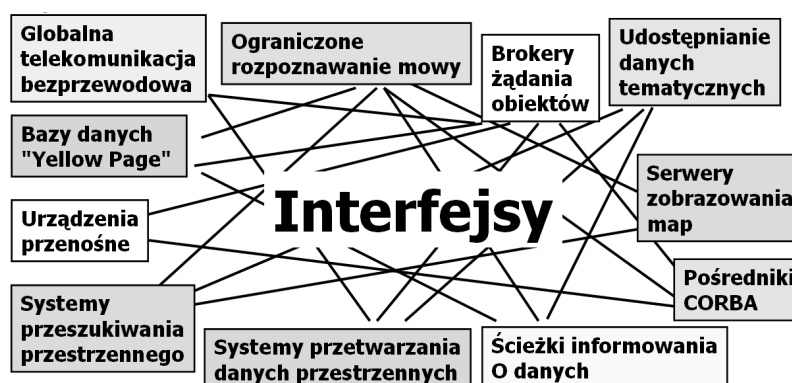 Globalna
telekomunikacja
bezprzewodowa
Ograniczone
rozpoznawanie mowy
Brokery
żądania
obiektów
Udostępnianie
danych
tematycznych
Bazy danych
"Yellow Page"
Serwery
zobrazowania
map
Interfejsy
Urządzenia
przenośne
Pośredniki
CORBA
Systemy
przeszukiwania
przestrzennego
Systemy przetwarzania
danych przestrzennych
Ścieżki informowania
O danych